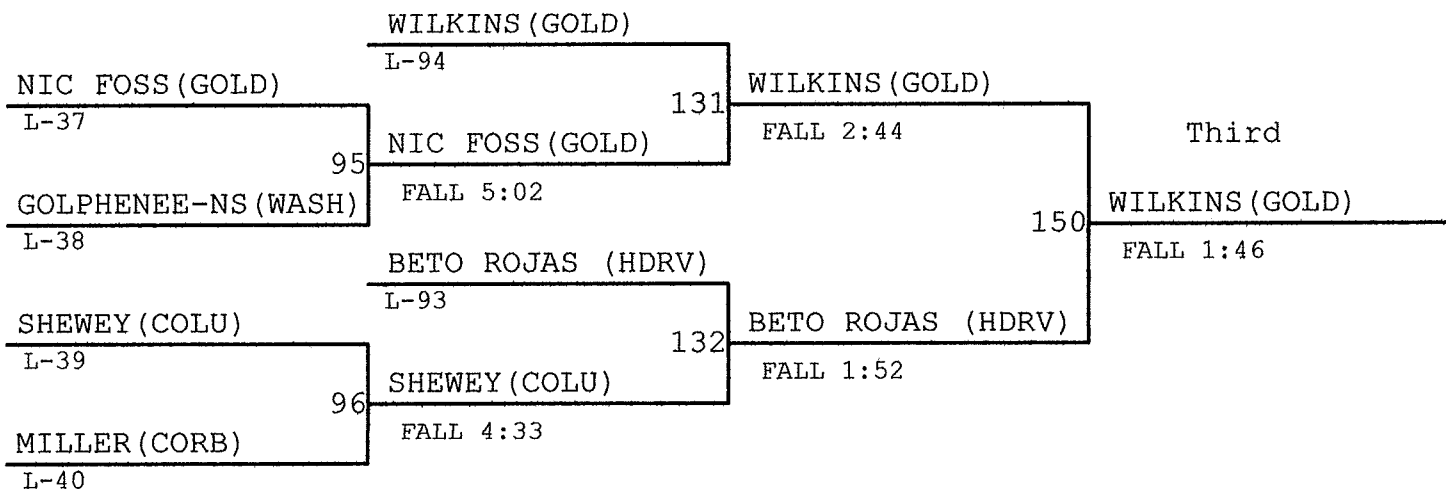 WILKINS(GOLD)
L-94
NIC FOSS(GOLD)
L-37
131
WILKINS(GOLD)
FALL 2:44
Third
95
NIC FOSS(GOLD)
FALL 5:02
GOLPHENEE-NS(WASH)
L-38
150
WILKINS(GOLD)
FALL 1:46
BETO ROJAS (HDRV)
L-93
SHEWEY(COLU)
L-39
132
BETO ROJAS (HDRV)
FALL 1:52
96
SHEWEY(COLU)
FALL 4:33
MILLER(CORB)
L-40